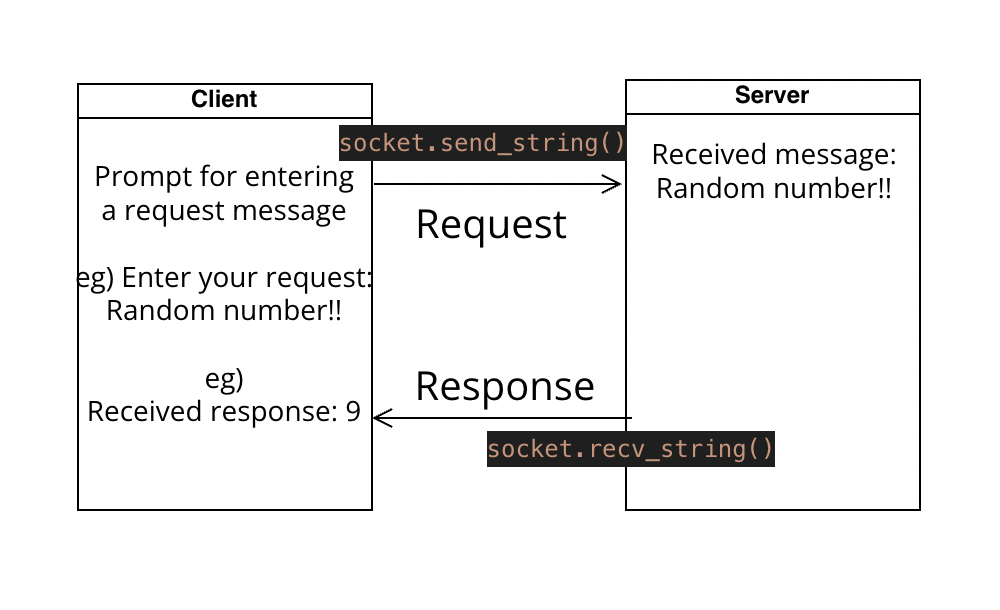 Client
Prompt for entering
a request message
eg) Enter your request:
Random number!!
eg)
Received response: 9
socket.send_string()
Request
Response
socket.recv_string()
Server
Received message:
Random number!!